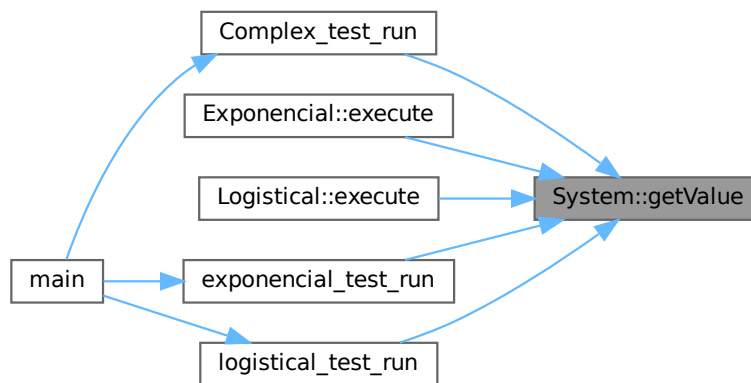 Complex_test_run
Exponencial::execute
Logistical::execute
System::getValue
main
exponencial_test_run
logistical_test_run